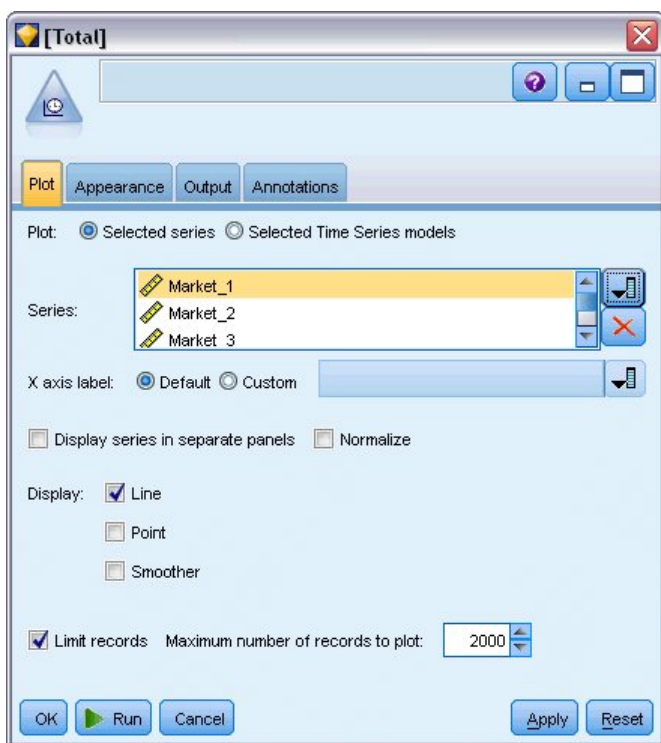 [Total]
Plot Appearance Output Annotations
Plot: Selected series Selected Time Series models
Series:
Market_1
Market_2
Market_3
X axis label: Default Custom
Display series in separate panels Normalize
Display: Line
Point
Smoother
Limit records Maximum number of records to plot: 2000
OK Run Cancel Apply Reset